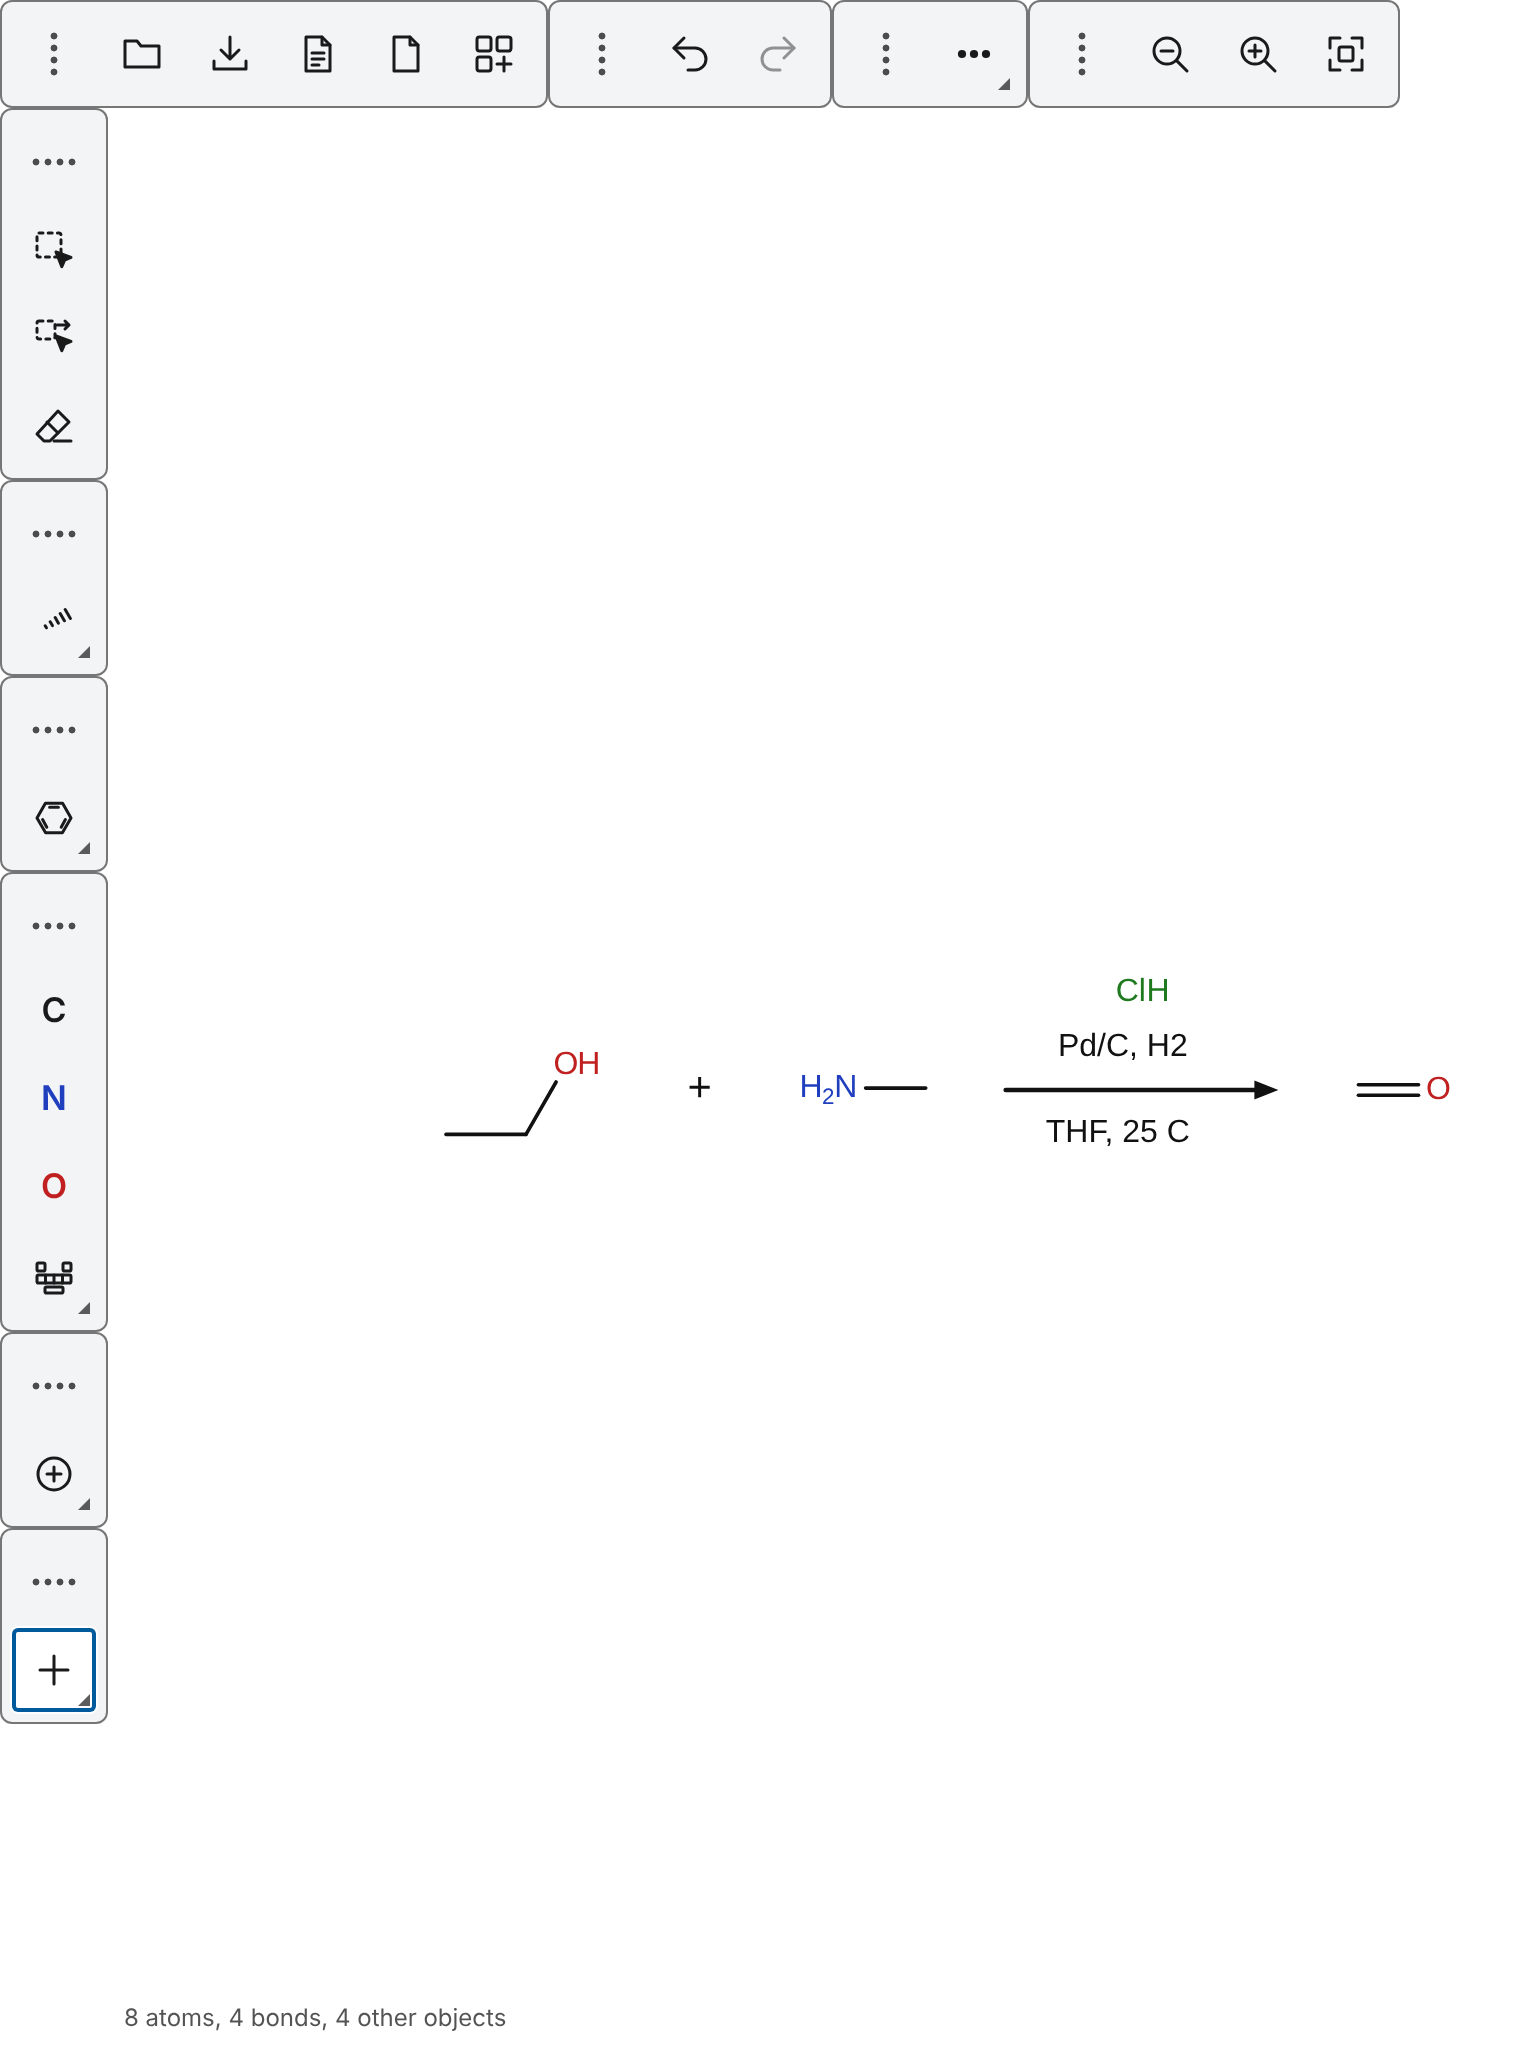 C
N
O
ClH
Pd/C, H2
OH
+
H2N
THF, 25 C
O
8 atoms, 4 bonds, 4 other objects